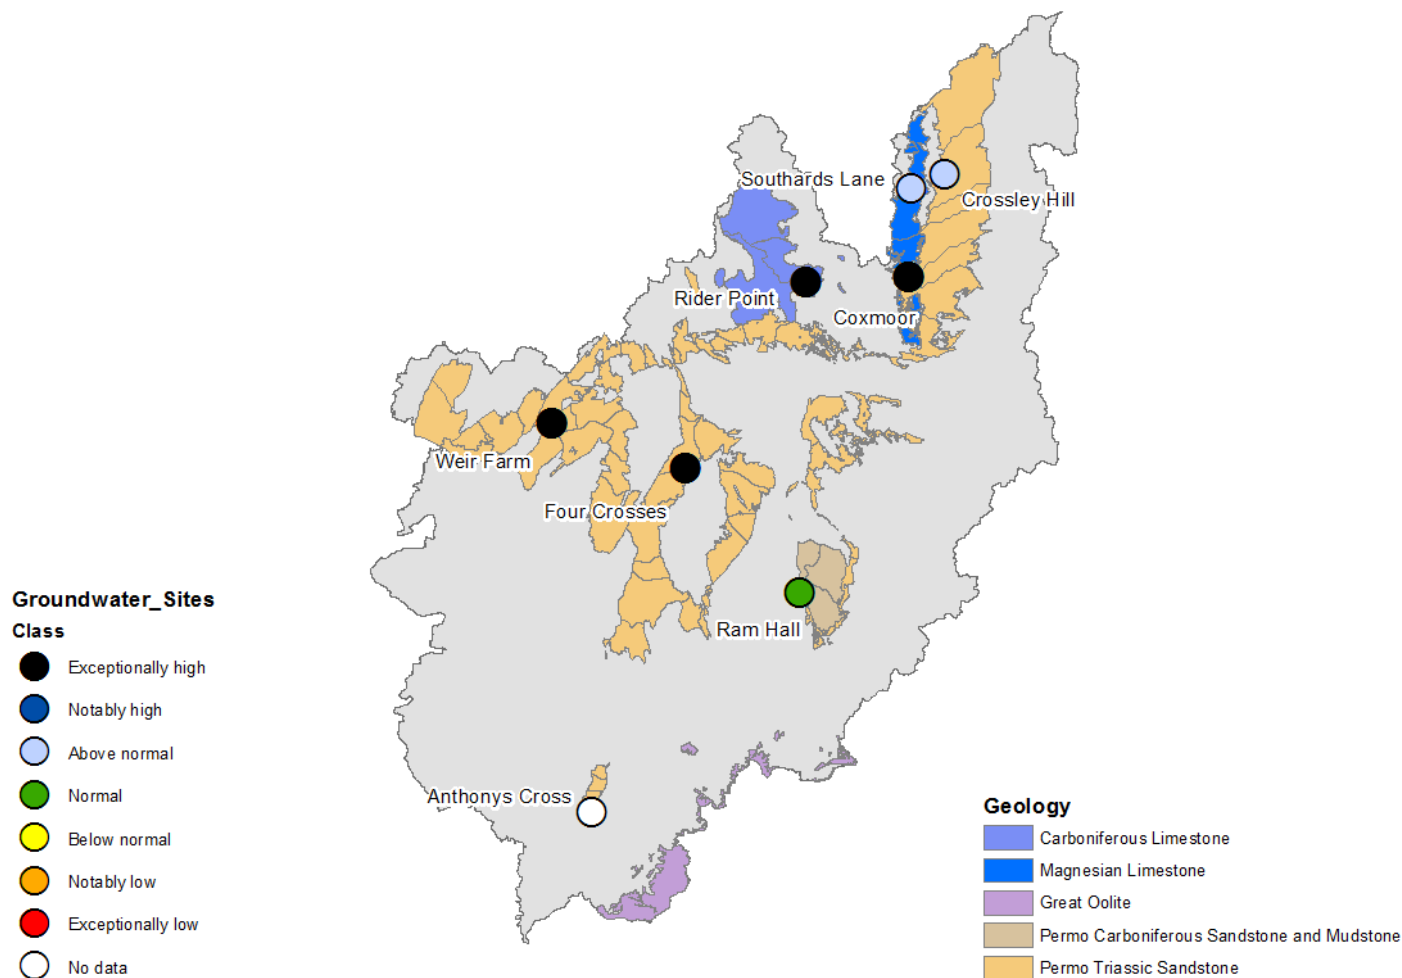 Southards Lane
Crossley Hill
Rider Point
Coxmoor
Weir Farm
Four Crosses
Ram Hall
Anthonys Cross
Groundwater_Sites
Class
Exceptionally high
Notably high
Above normal
Normal
Below normal
Notably low
Exceptionally low
No data
Geology
Carboniferous Limestone
Magnesian Limestone
Great Oolite
Permo Carboniferous Sandstone and Mudstone
Permo Triassic Sandstone